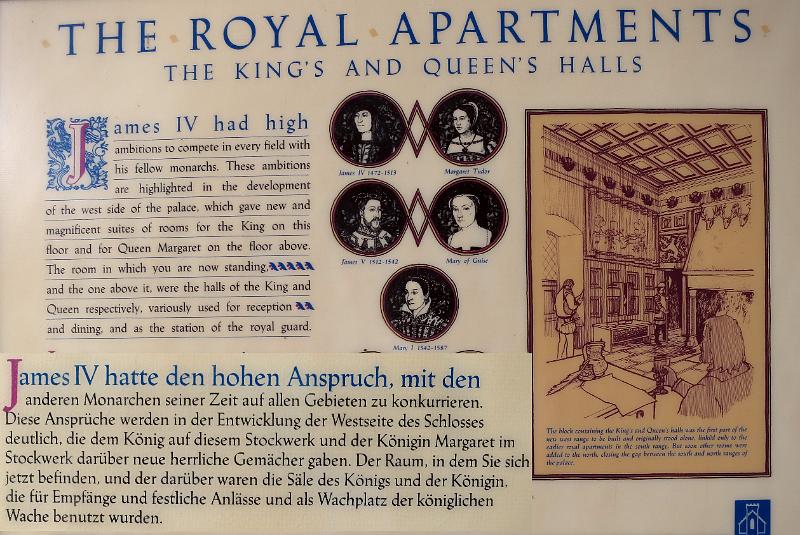 THE ROYAL APARTMENTS
THE KING'S AND QUEEN'S HALLS
James IV had high
ambitions to compete in every field with
his fellow monarchs. These ambitions
are highlighted in the development
of the west side of the palace, which gave new and
magnificent suites of rooms for the King on this
floor and for Queen Margaret on the floor above.
The room in which you are now standing,
and the one above it, were the halls of the King and
Queen respectively, variously used for reception
and dining, and as the station of the royal guard.
James IV 1472-1513
Margaret Tudor
James V 1512-1542
Mary of Guise
Mary I 1542-1587
The block containing the King's and Queen's halls was the first part of the
new west range to be built and originally stood alone, linked only to the
earlier royal apartments in the south range. But soon other rooms were
added to the north, closing the gap between the south and north ranges of
the palace.
James IV hatte den hohen Anspruch, mit den
anderen Monarchen seiner Zeit auf allen Gebieten zu konkurrieren.
Diese Ansprüche werden in der Entwicklung der Westseite des Schlosses
deutlich, die dem König auf diesem Stockwerk und der Königin Margaret im
Stockwerk darüber neue herrliche Gemächer gaben. Der Raum, in dem Sie sich
jetzt befinden, und der darüber waren die Säle des Königs und der Königin,
die für Empfänge und festliche Anlässe und als Wachplatz der königlichen
Wache benutzt wurden.